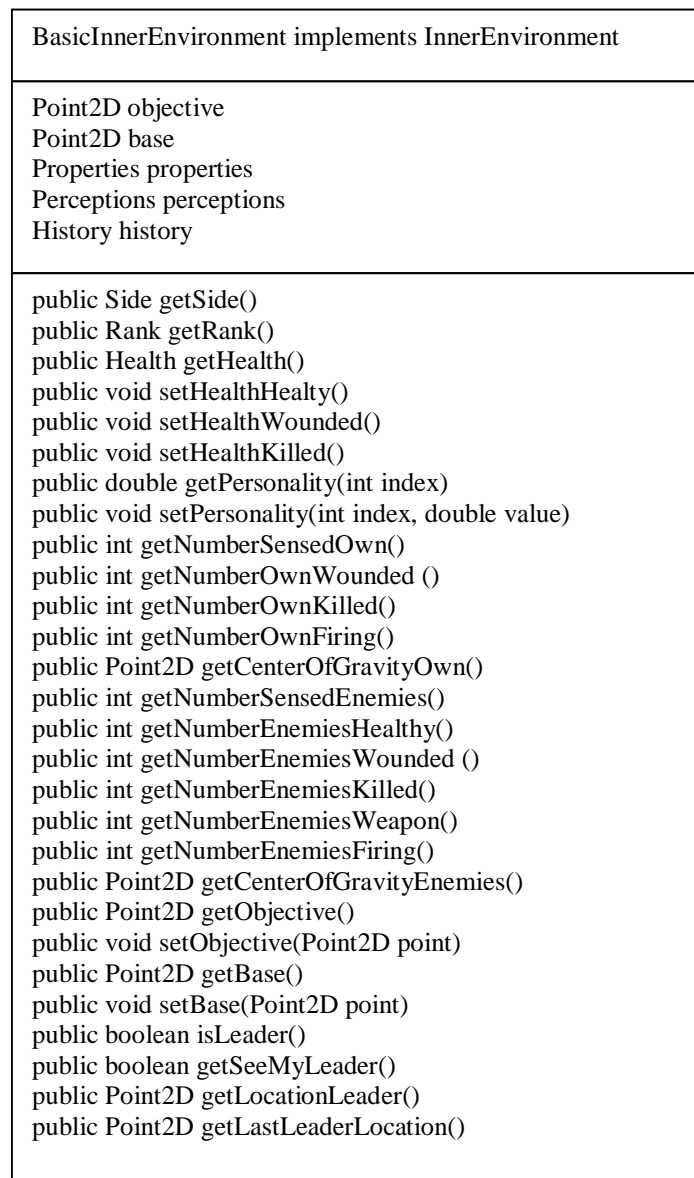 BasicInnerEnvironment implements InnerEnvironment
Point2D objective
Point2D base
Properties properties
Perceptions perceptions
History history
public Side getSide()
public Rank getRank()
public Health getHealth()
public void setHealthHealty()
public void setHealthWounded()
public void setHealthKilled()
public double getPersonality(int index)
public void setPersonality(int index, double value)
public int getNumberSensedOwn()
public int getNumberOwnWounded ()
public int getNumberOwnKilled()
public int getNumberOwnFiring()
public Point2D getCenterOfGravityOwn()
public int getNumberSensedEnemies()
public int getNumberEnemiesHealthy()
public int getNumberEnemiesWounded ()
public int getNumberEnemiesKilled()
public int getNumberEnemiesWeapon()
public int getNumberEnemiesFiring()
public Point2D getCenterOfGravityEnemies()
public Point2D getObjective()
public void setObjective(Point2D point)
public Point2D getBase()
public void setBase(Point2D point)
public boolean isLeader()
public boolean getSeeMyLeader()
public Point2D getLocationLeader()
public Point2D getLastLeaderLocation()